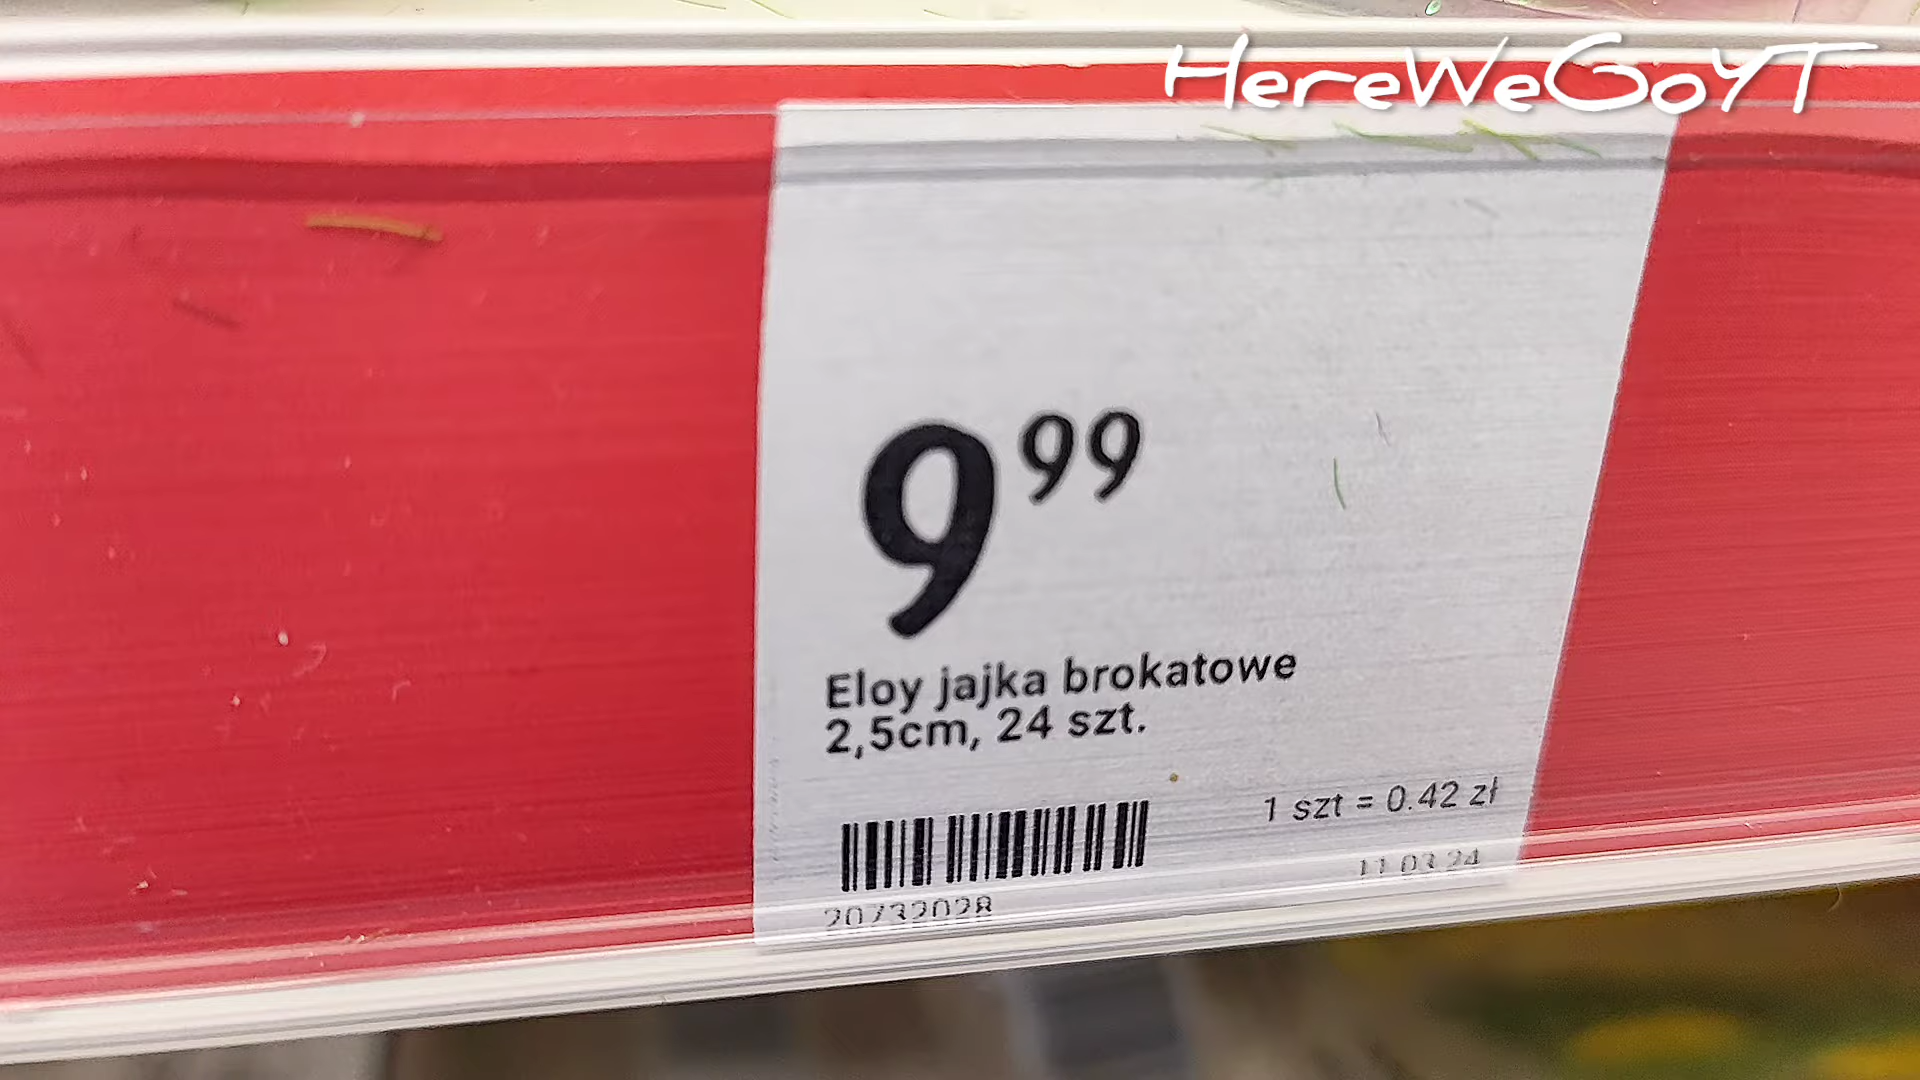 HereWeGoYT
9 99
Eloy jajka brokatowe
2,5cm, 24 szt.
1 szt = 0.42 zł
11.03.24
20732028